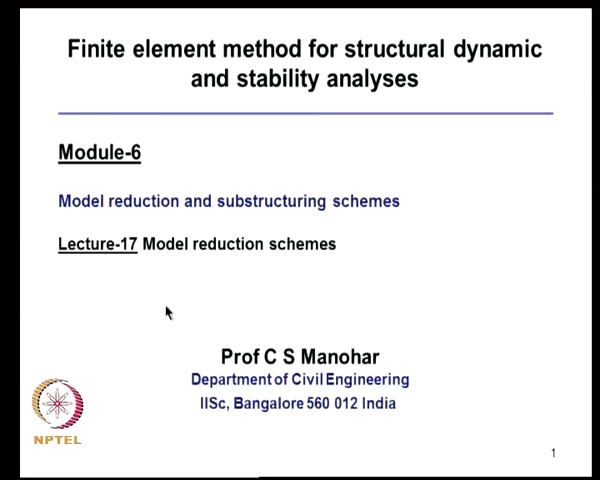 Finite element method for structural dynamic
and stability analyses
Module-6
Model reduction and substructuring schemes
Lecture-17 Model reduction schemes
Prof C S Manohar
Department of Civil Engineering
IISc, Bangalore 560 012 India
NPTEL
1